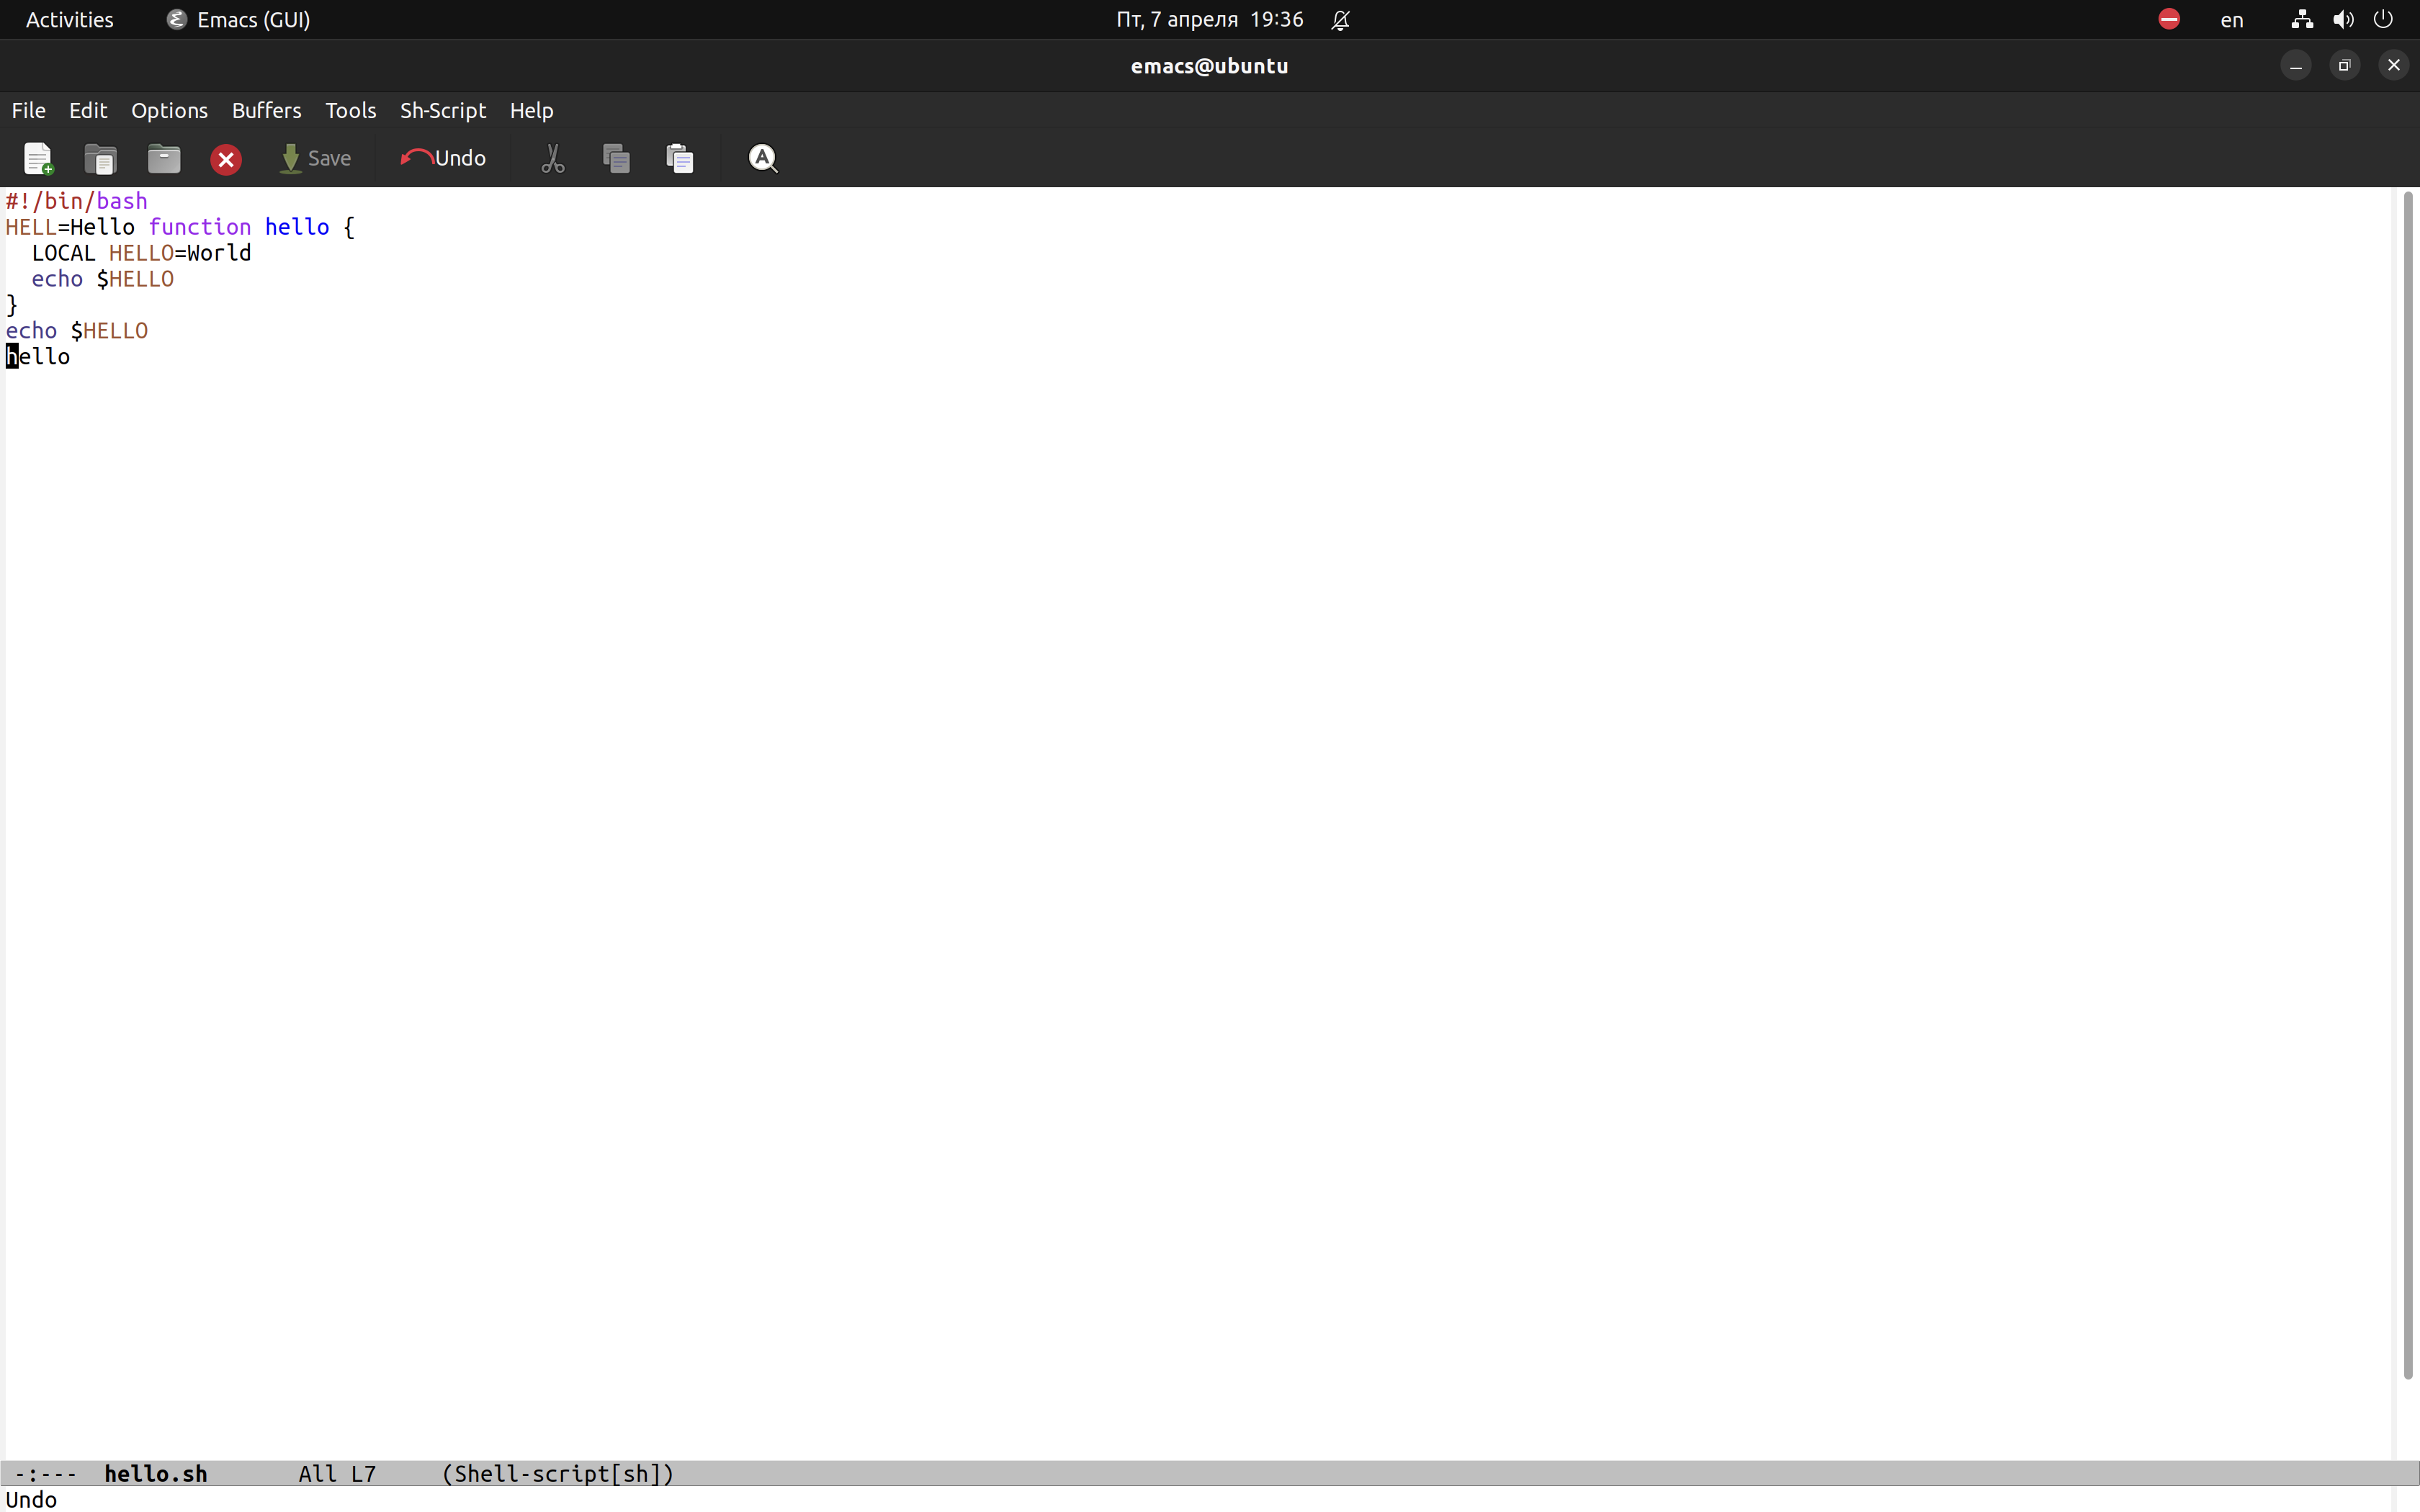 Activities Emacs (GUI) Пт, 7 апреля 19:36 en
emacs@ubuntu
File Edit Options Buffers Tools Sh-Script Help
Save Undo
#!/bin/bash
HELL=Hello function hello {
  LOCAL HELLO=World
  echo $HELLO
}
echo $HELLO
hello
-:--- hello.sh All L7 (Shell-script[sh])
Undo